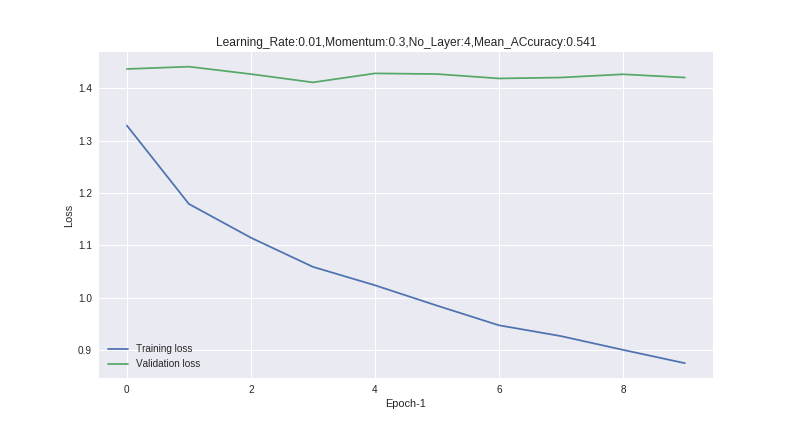 Learning_Rate:0.01,Momentum:0.3,No_Layer:4,Mean_ACcuracy:0.541
1.4
1.3
1.2
1.1
1.0
0.9
Loss
Training loss
Validation loss
0 2 4 6 8
Epoch-1